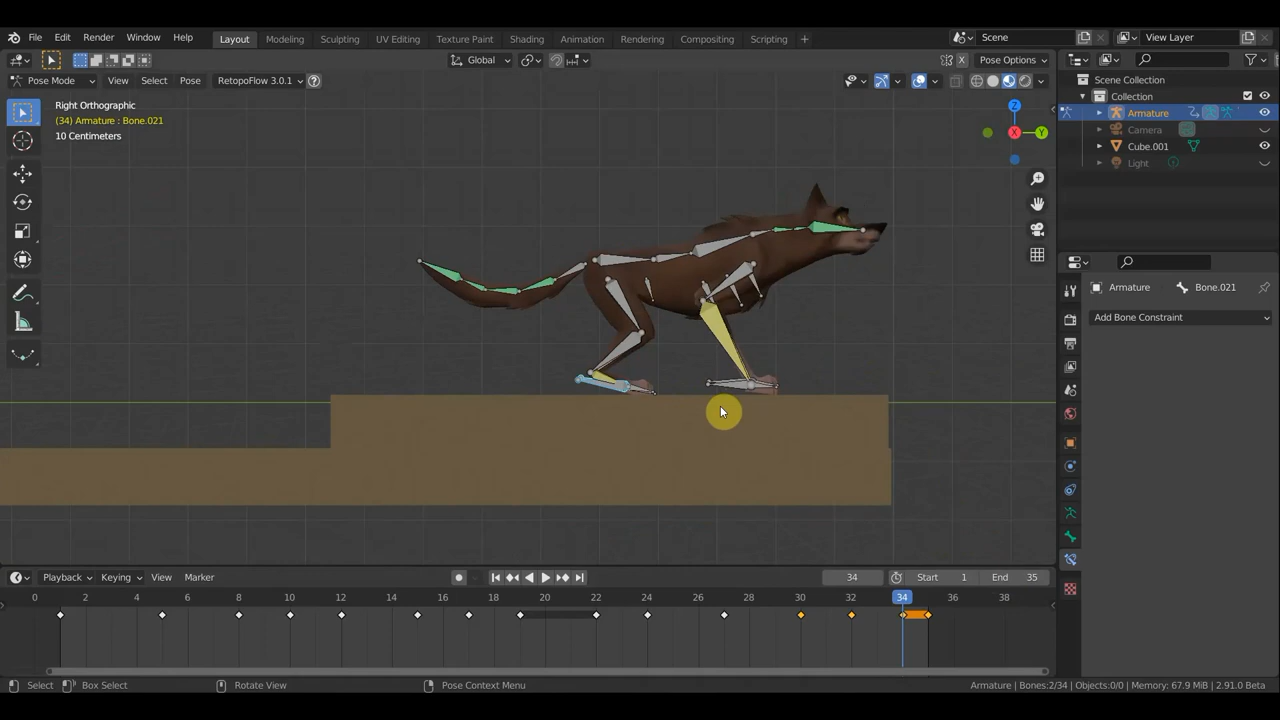 File Edit Render Window Help Layout Modeling Sculpting UV Editing Texture Paint Shading Animation Rendering Compositing Scripting + Scene View Layer
Global X Pose Options
Pose Mode View Select Pose RetopoFlow 3.0.1 ?
Right Orthographic
(34) Armature : Bone.021
10 Centimeters
Z
X
Y
Scene Collection
Collection
Armature
Camera
Cube.001
Light
Armature Bone.021
Add Bone Constraint
Playback Keying View Marker 34 Start 1 End 35
0 2 4 6 8 10 12 14 16 18 20 22 24 26 28 30 32 34 36 38
Select Box Select Rotate View Pose Context Menu Armature | Bones:2/34 | Objects:0/0 | Memory: 67.9 MiB | 2.91.0 Beta